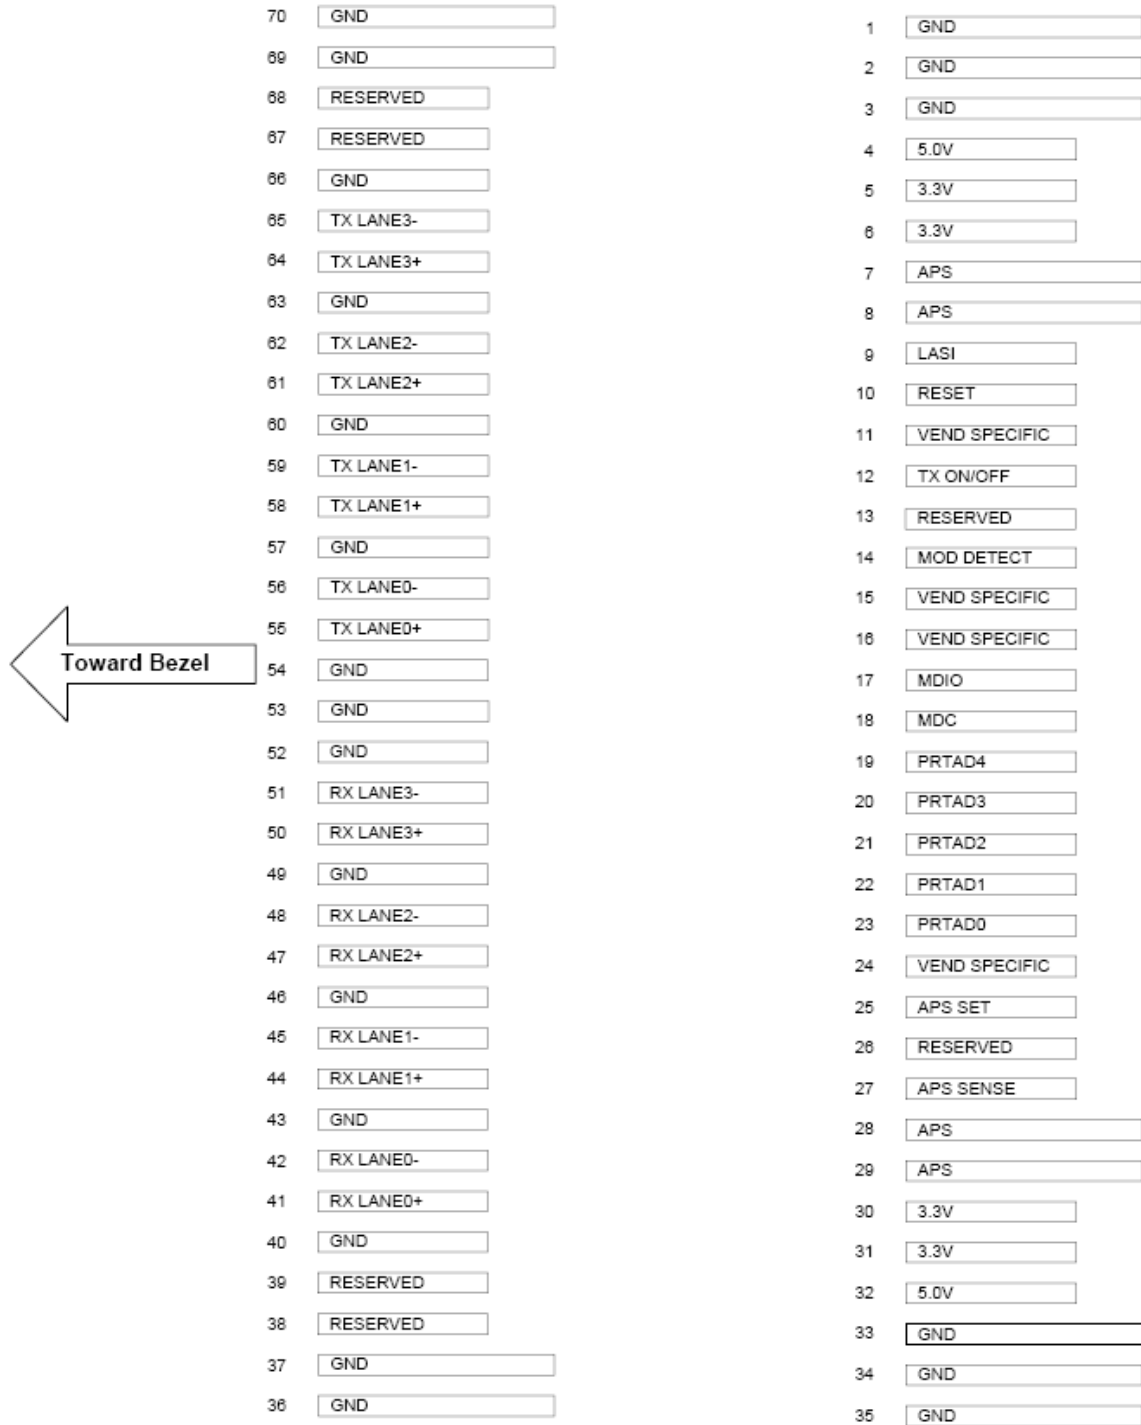 70 GND
69 GND
68 RESERVED
67 RESERVED
66 GND
65 TX LANE3-
64 TX LANE3+
63 GND
62 TX LANE2-
61 TX LANE2+
60 GND
59 TX LANE1-
58 TX LANE1+
57 GND
56 TX LANE0-
55 TX LANE0+
Toward Bezel
54 GND
53 GND
52 GND
51 RX LANE3-
50 RX LANE3+
49 GND
48 RX LANE2-
47 RX LANE2+
46 GND
45 RX LANE1-
44 RX LANE1+
43 GND
42 RX LANE0-
41 RX LANE0+
40 GND
39 RESERVED
38 RESERVED
37 GND
36 GND
1 GND
2 GND
3 GND
4 5.0V
5 3.3V
6 3.3V
7 APS
8 APS
9 LASI
10 RESET
11 VEND SPECIFIC
12 TX ON/OFF
13 RESERVED
14 MOD DETECT
15 VEND SPECIFIC
16 VEND SPECIFIC
17 MDIO
18 MDC
19 PRTAD4
20 PRTAD3
21 PRTAD2
22 PRTAD1
23 PRTAD0
24 VEND SPECIFIC
25 APS SET
26 RESERVED
27 APS SENSE
28 APS
29 APS
30 3.3V
31 3.3V
32 5.0V
33 GND
34 GND
35 GND